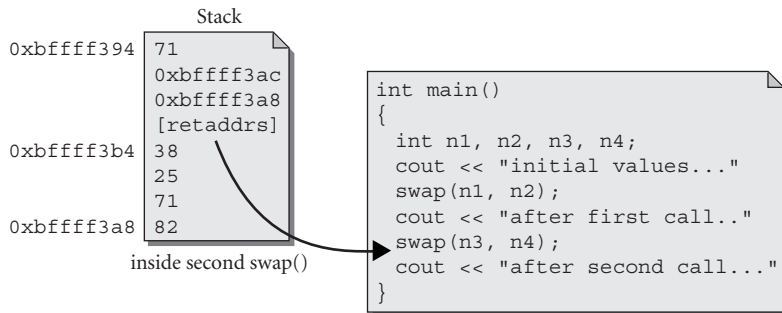 Stack
0xbffff394 71
0xbffff3ac
0xbffff3a8
[retaddrs]
0xbffff3b4 38
25
71
0xbffff3a8 82
inside second swap()
int main()
{
int n1, n2, n3, n4;
cout << "initial values..."
swap(n1, n2);
cout << "after first call.."
swap(n3, n4);
cout << "after second call..."
}